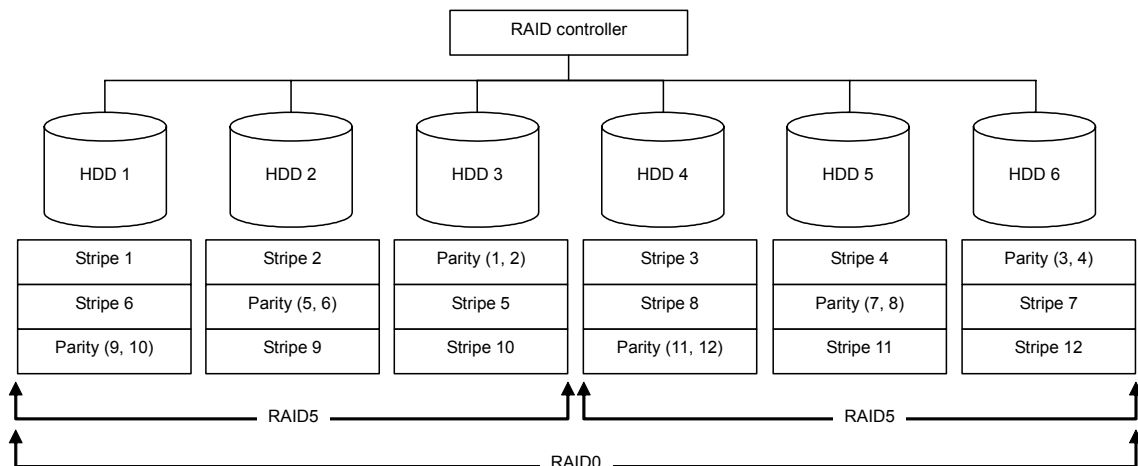 RAID controller
HDD 1 HDD 2 HDD 3 HDD 4 HDD 5 HDD 6
Stripe 1 Stripe 2 Parity (1, 2) Stripe 3 Stripe 4 Parity (3, 4)
Stripe 6 Parity (5, 6) Stripe 5 Stripe 8 Parity (7, 8) Stripe 7
Parity (9, 10) Stripe 9 Stripe 10 Parity (11, 12) Stripe 11 Stripe 12
RAID5 RAID5
RAID0